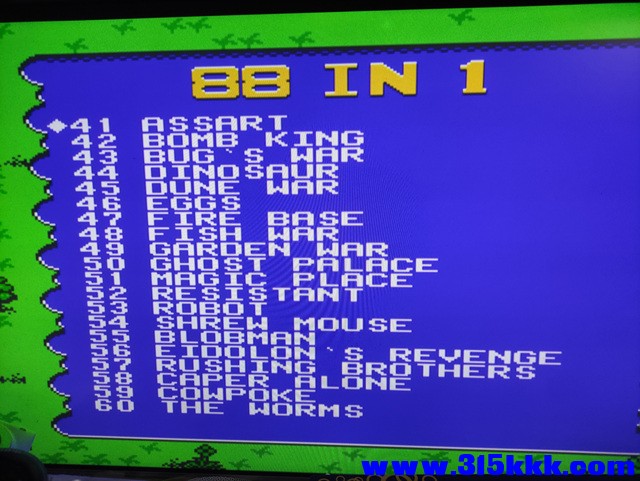 88 IN 1
41 ASSART
42 BOMB KING
43 BUG`S WAR
44 DINOSAUR
45 DUNE WAR
46 EGGS
47 FIRE BASE
48 FISH WAR
49 GARDEN WAR
50 GHOST PALACE
51 MAGIC PLACE
52 RESISTANT
53 ROBOT
54 SHREW MOUSE
55 BLOBMAN
56 EIDOLON`S REVENGE
57 RUSHING BROTHERS
58 CAPER ALONE
59 COWPOKE
60 THE WORMS
www.315kkk.com